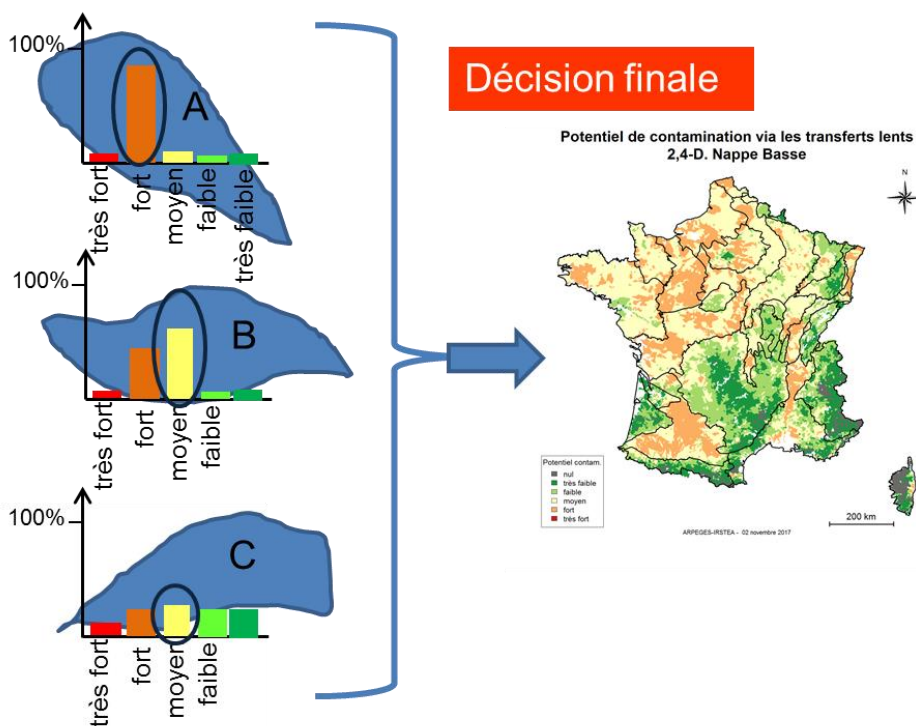 100%
A
très fort
fort
moyen
faible
très faible
100%
B
très fort
fort
moyen
faible
très faible
100%
C
très fort
fort
moyen
faible
Décision finale
Potentiel de contamination via les transferts lents
2,4-D. Nappe Basse
N
Potentiel contam.
nul
très faible
faible
moyen
fort
très fort
200 km
ARPEGES-IRSTEA - 02 novembre 2017